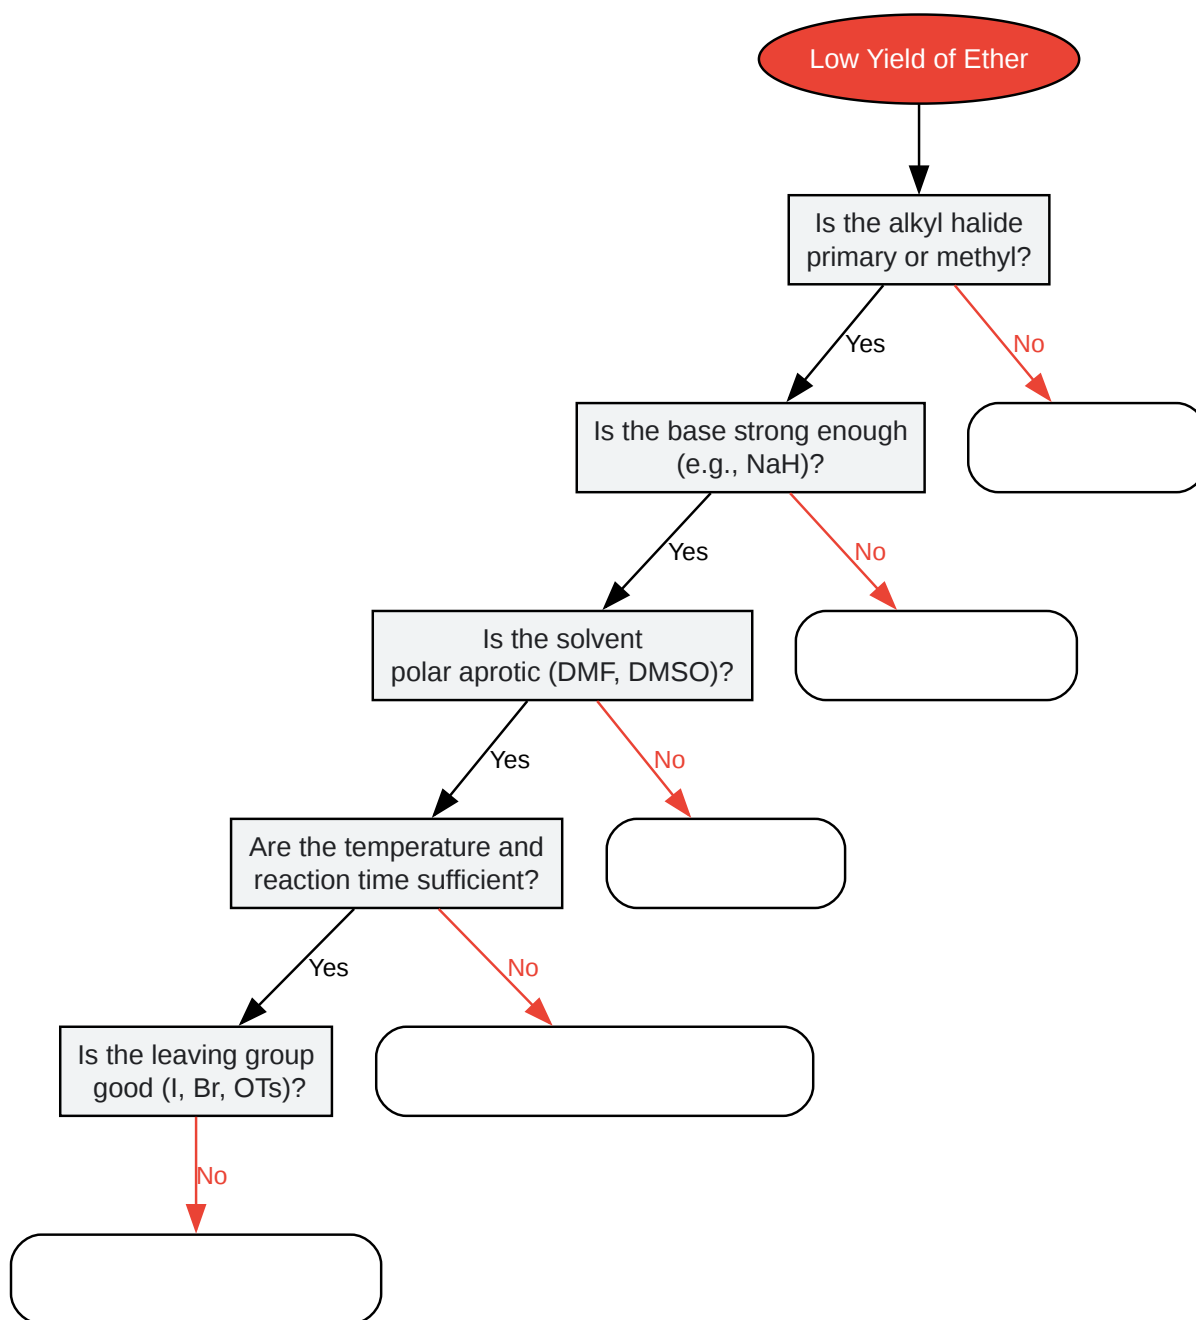 Low Yield of Ether
Is the alkyl halide
primary or methyl?
Yes
No
Is the base strong enough
(e.g., NaH)?
Yes
No
Is the solvent
polar aprotic (DMF, DMSO)?
Yes
No
Are the temperature and
reaction time sufficient?
Yes
No
Is the leaving group
good (I, Br, OTs)?
No